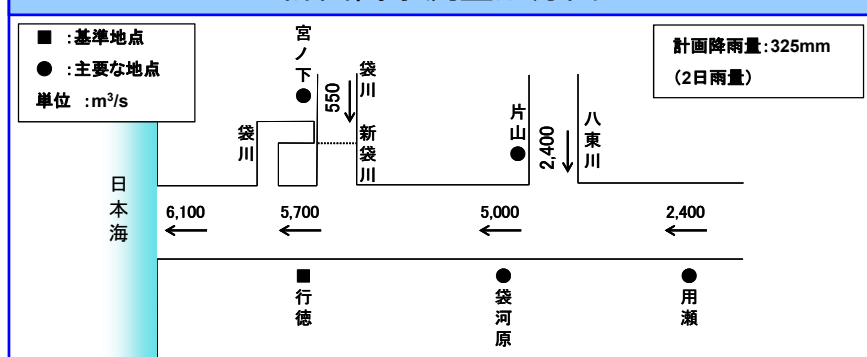 ■ ：基準地点
●：主要な地点
単位 ：m³/s
計画降雨量：325mm
（2日雨量）
宮ノ下
袋川
550
新袋川
袋川
片山
2,400
八東川
日本海
6,100
5,700
5,000
2,400
行徳
袋河原
用瀬